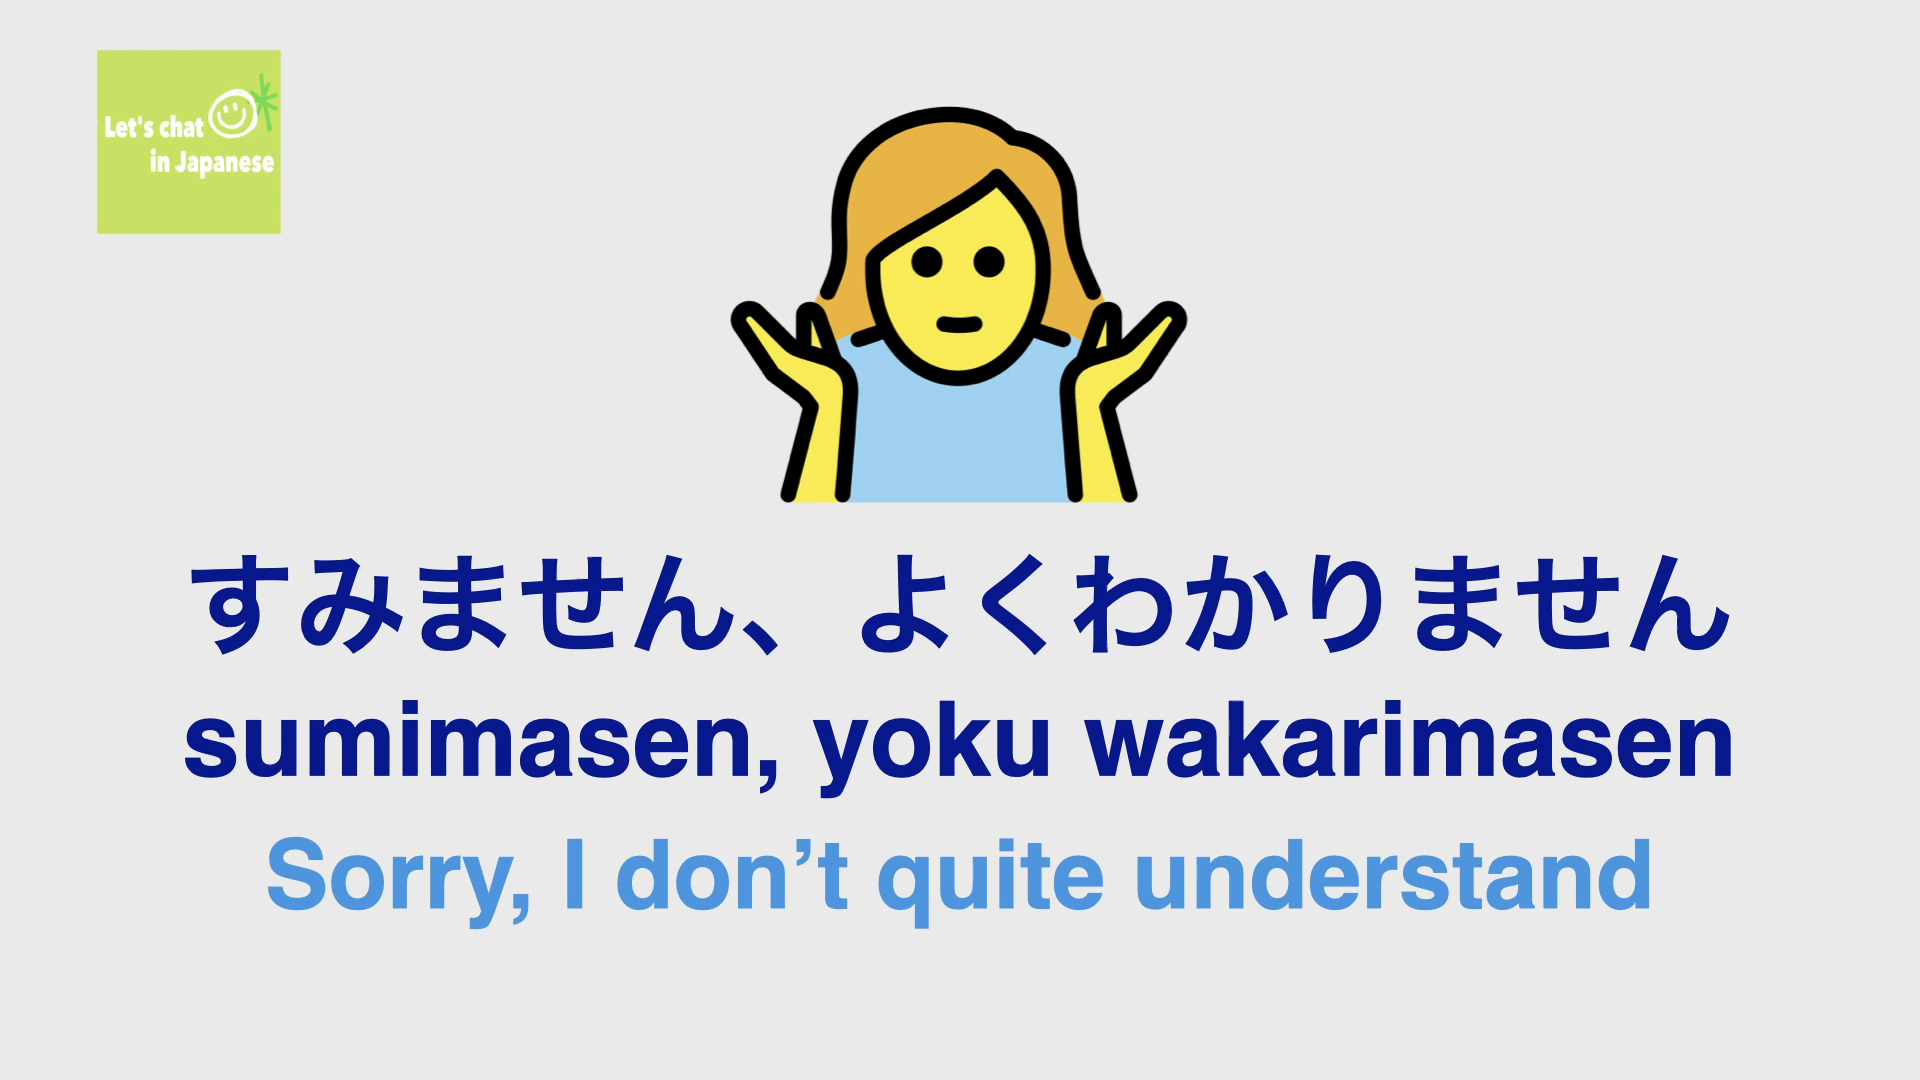 Let's chat
in Japanese
すみません、よくわかりません
sumimasen, yoku wakarimasen
Sorry, I don’t quite understand